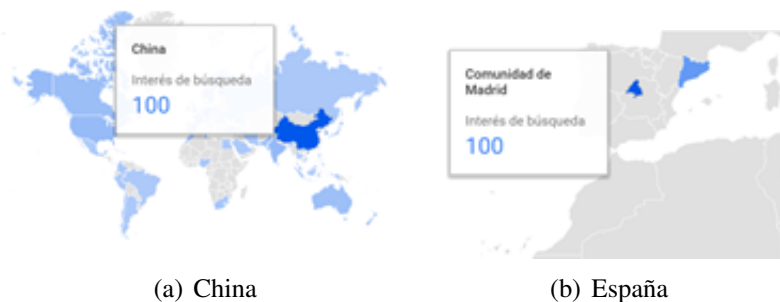 China
Interés de búsqueda
100
Comunidad de
Madrid
Interés de búsqueda
100
(a) China
(b) España